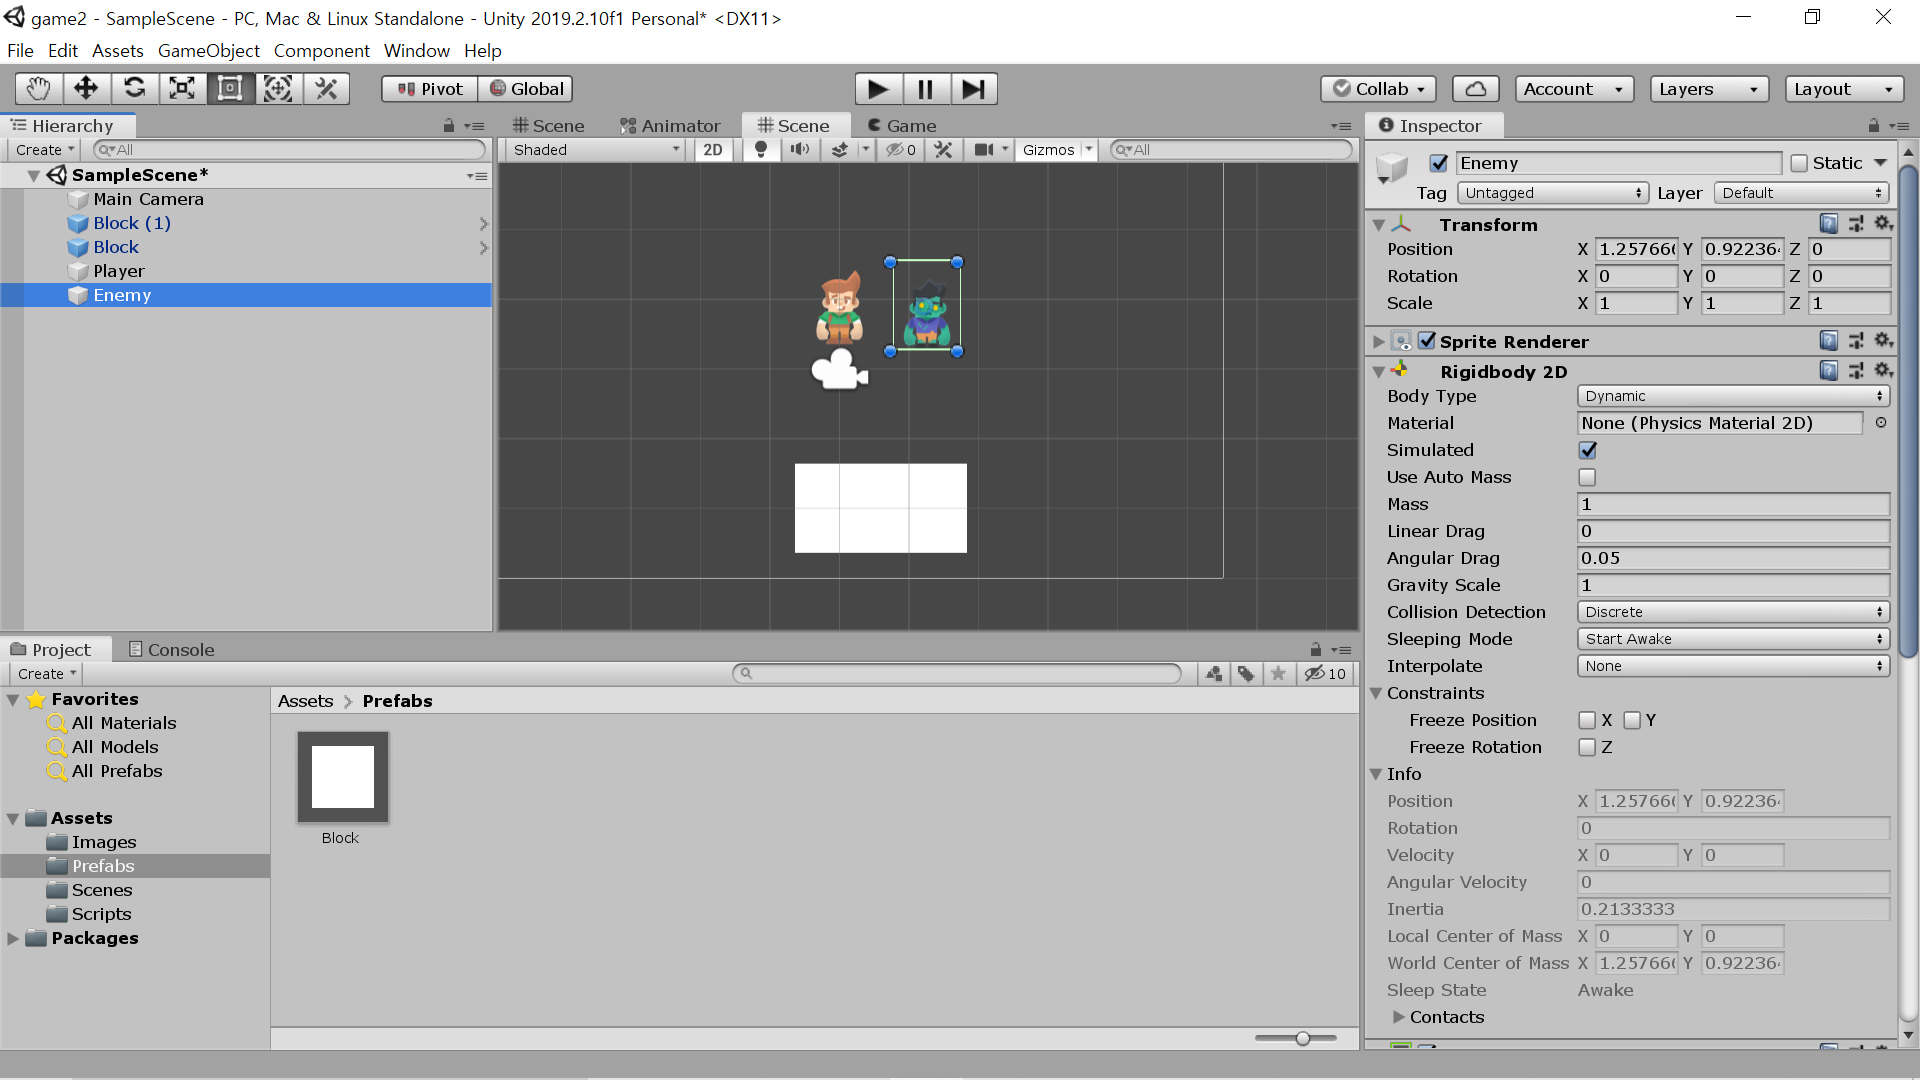 game2 - SampleScene - PC, Mac & Linux Standalone - Unity 2019.2.10f1 Personal* <DX11>
File Edit Assets GameObject Component Window Help
Pivot Global Collab Account Layers Layout
Hierarchy
Create All
SampleScene*
Main Camera
Block (1)
Block
Player
Enemy
Scene Animator Scene Game
Shaded 2D 0 Gizmos All
Inspector
Enemy Static
Tag Untagged Layer Default
Transform
Position X 1.25766 Y 0.92236 Z 0
Rotation X 0 Y 0 Z 0
Scale X 1 Y 1 Z 1
Sprite Renderer
Rigidbody 2D
Body Type Dynamic
Material None (Physics Material 2D)
Simulated
Use Auto Mass
Mass 1
Linear Drag 0
Angular Drag 0.05
Gravity Scale 1
Collision Detection Discrete
Sleeping Mode Start Awake
Interpolate None
Constraints
Freeze Position X Y
Freeze Rotation Z
Info
Position X 1.25766 Y 0.92236
Rotation 0
Velocity X 0 Y 0
Angular Velocity 0
Inertia 0.2133333
Local Center of Mass X 0 Y 0
World Center of Mass X 1.25766 Y 0.92236
Sleep State Awake
Contacts
Project Console
Create 10
Favorites
All Materials
All Models
All Prefabs
Assets
Images
Prefabs
Scenes
Scripts
Packages
Assets > Prefabs
Block